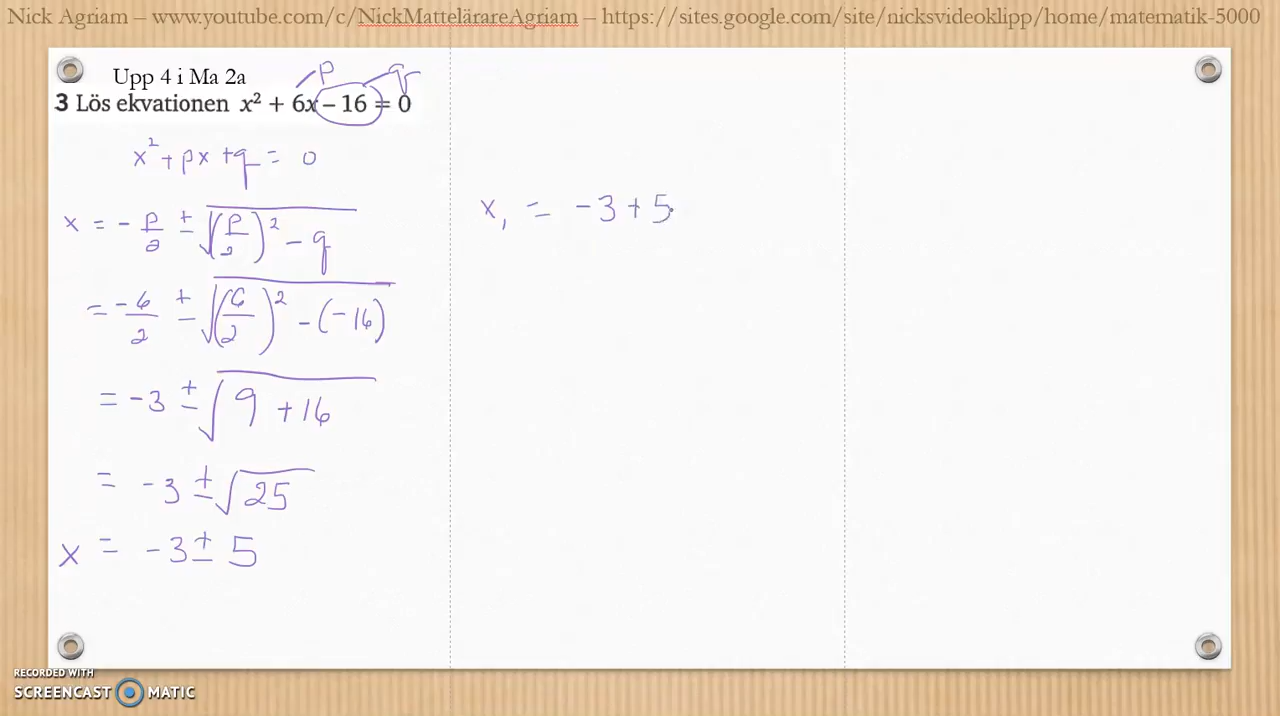 Nick Agriam – www.youtube.com/c/NickMattelärareAgriam – https://sites.google.com/site/nicksvideoklipp/home/matematik-5000
Upp 4 i Ma 2a
p q
3 Lös ekvationen x² + 6x – 16 = 0
x² + px + q = 0
x = - p/2 ± √((p/2)² - q)
= -6/2 ± √((6/2)² - (-16))
= -3 ± √(9 + 16)
= -3 ± √25
x = -3 ± 5
x₁ = -3 + 5
RECORDED WITH
SCREENCAST MATIC